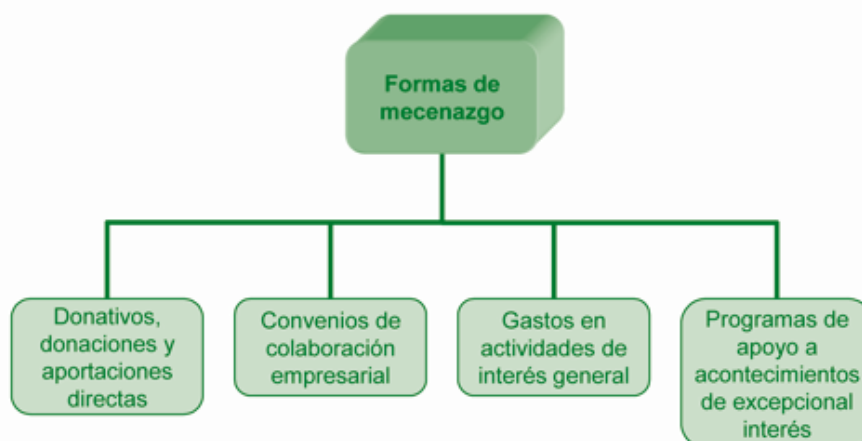 Formas de
mecenazgo
Donativos,
donaciones y
aportaciones
directas
Convenios de
colaboración
empresarial
Gastos en
actividades de
interés general
Programas de
apoyo a
acontecimientos
de excepcional
interés